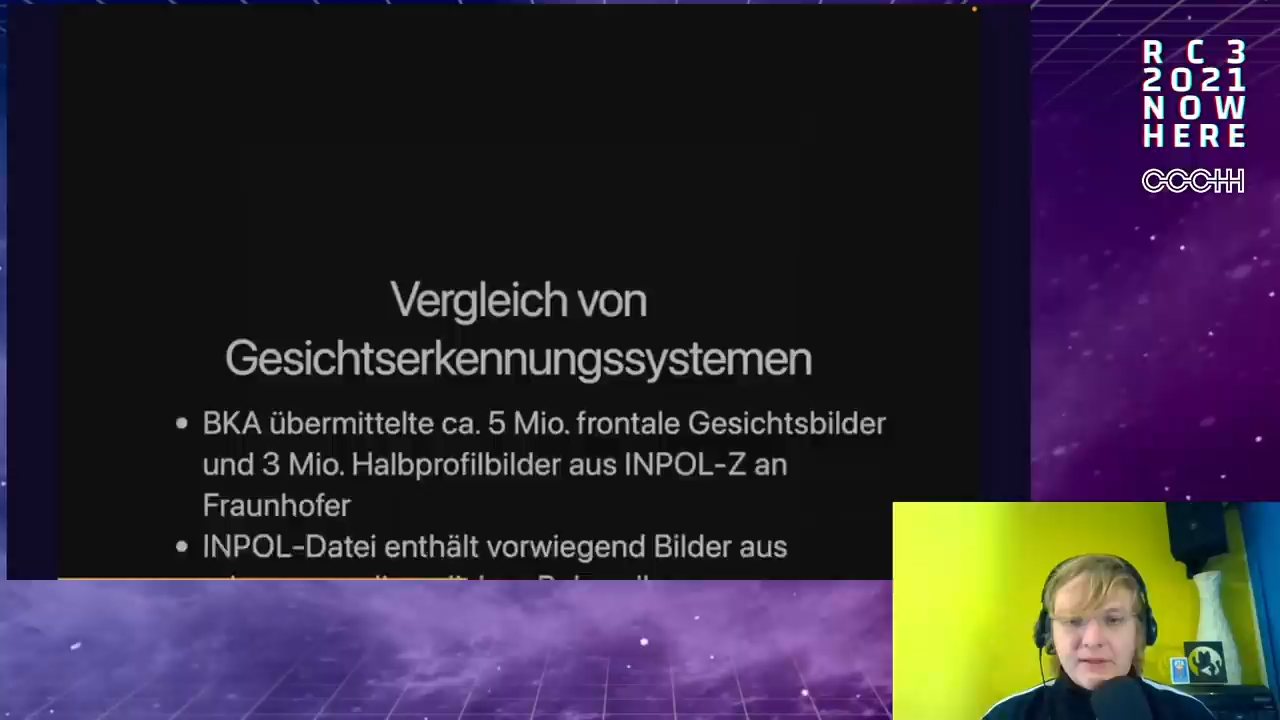 R C 3
2021
NOW
HERE
CCCHH
Vergleich von
Gesichtserkennungssystemen
• BKA übermittelte ca. 5 Mio. frontale Gesichtsbilder
und 3 Mio. Halbprofilbilder aus INPOL-Z an
Fraunhofer
• INPOL-Datei enthält vorwiegend Bilder aus